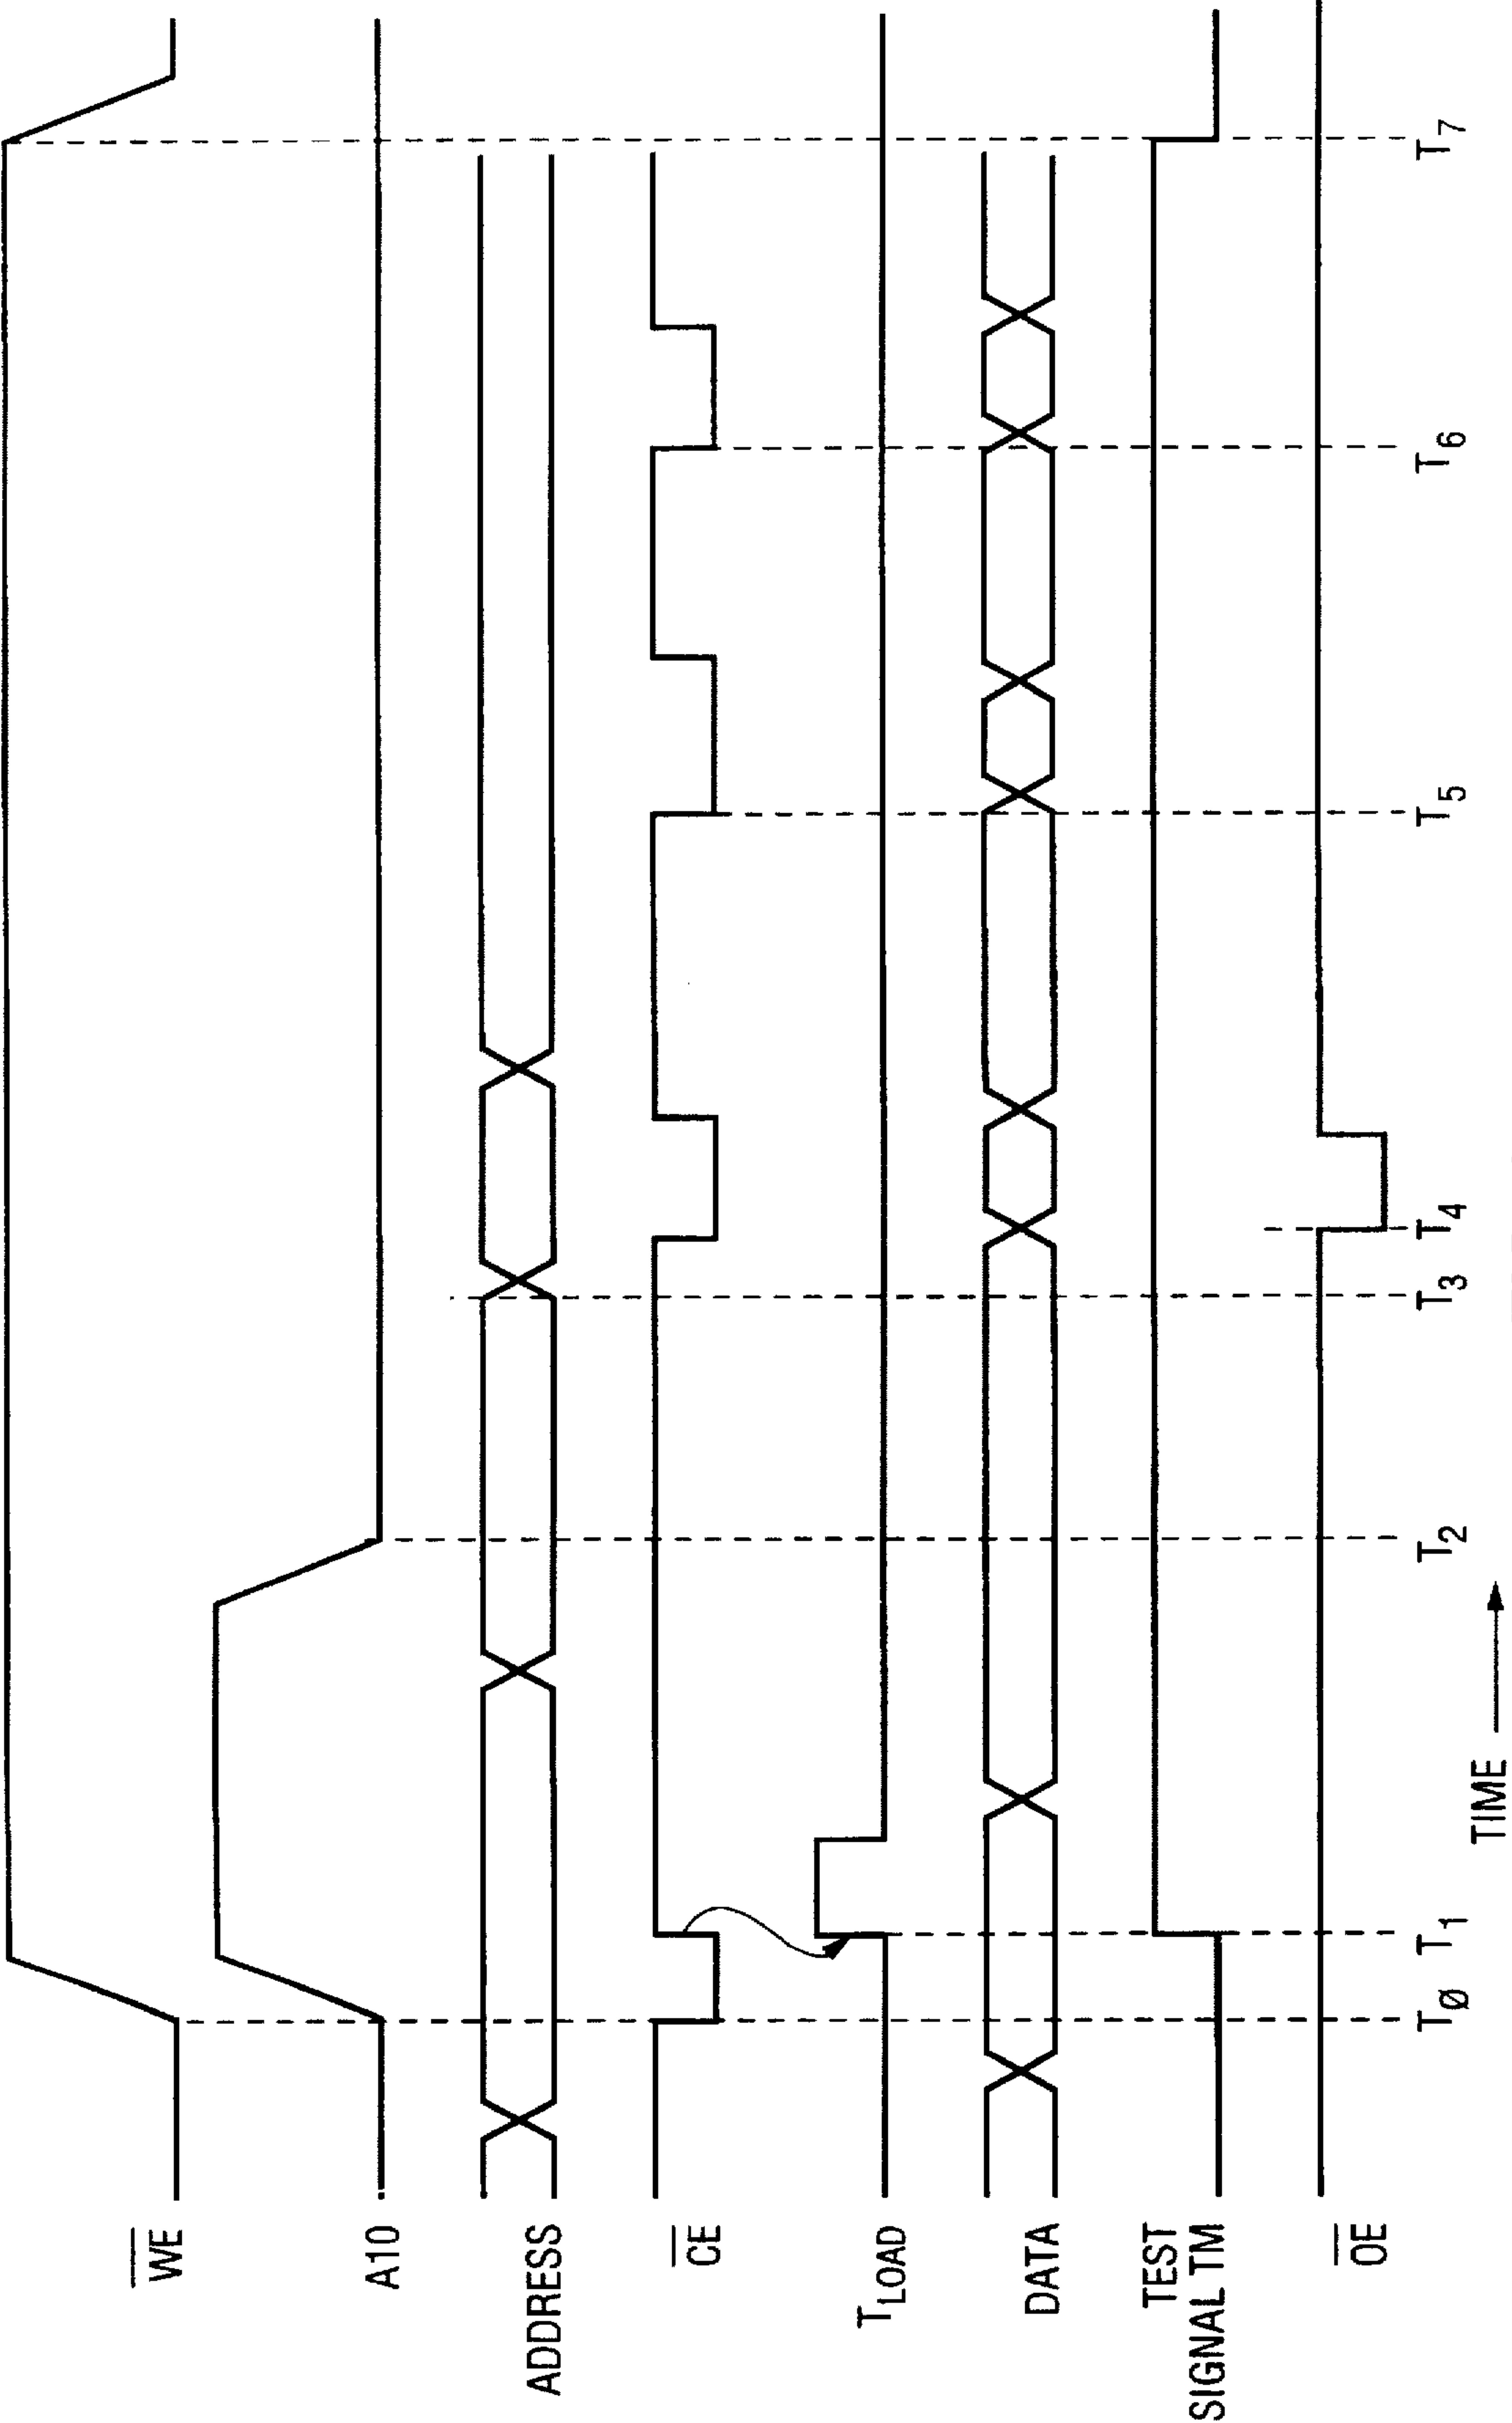 WE
A10
ADDRESS
CE
TLOAD
DATA
TEST
SIGNAL TM
OE
TØ
T1
T2
T3
T4
T5
T6
T7
TIME